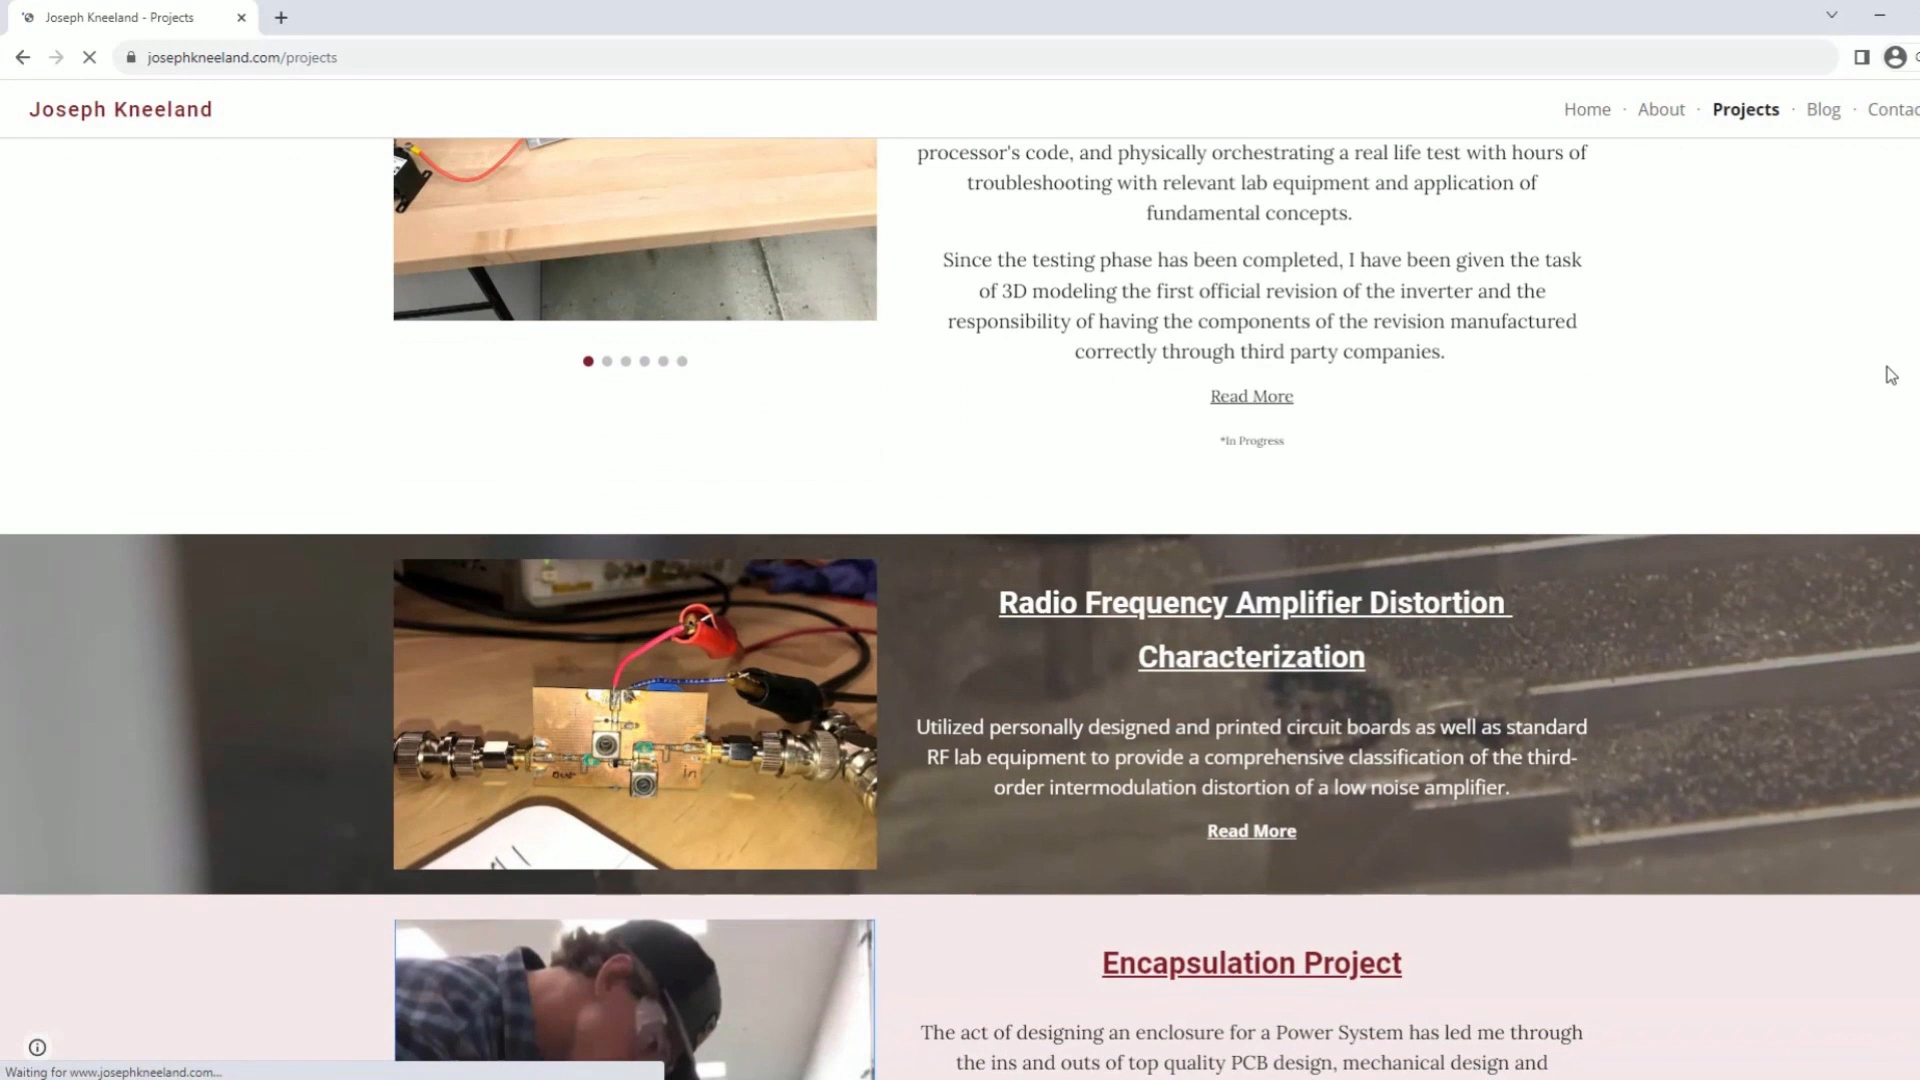 Joseph Kneeland - Projects
josephkneeland.com/projects
Joseph Kneeland
Home · About · Projects · Blog · Contac
processor's code, and physically orchestrating a real life test with hours of
troubleshooting with relevant lab equipment and application of
fundamental concepts.
Since the testing phase has been completed, I have been given the task
of 3D modeling the first official revision of the inverter and the
responsibility of having the components of the revision manufactured
correctly through third party companies.
Read More
*In Progress
Radio Frequency Amplifier Distortion
Characterization
Utilized personally designed and printed circuit boards as well as standard
RF lab equipment to provide a comprehensive classification of the third-
order intermodulation distortion of a low noise amplifier.
Read More
out
in
Encapsulation Project
The act of designing an enclosure for a Power System has led me through
the ins and outs of top quality PCB design, mechanical design and
Waiting for www.josephkneeland.com...